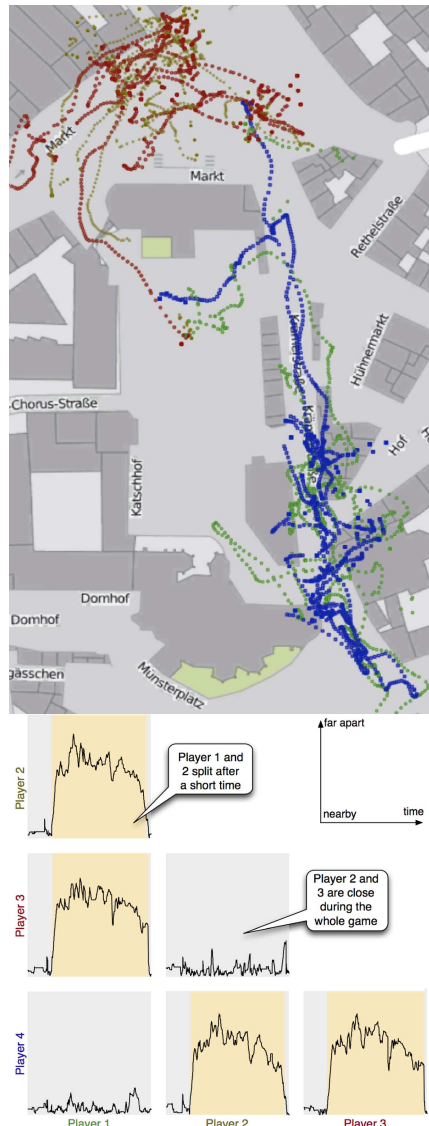 Markt
Markt
Rethelstraße
Hühnermarkt
Krämerstraße
Krämerstraße
Hof
-Chorus-Straße
Katschhof
Domhof
Domhof
gässchen
Münsterplatz
Player 2
Player 1 and
2 split after
a short time
far apart
nearby
time
Player 3
Player 2 and
3 are close
during the
whole game
Player 4
Player 1
Player 2
Player 3